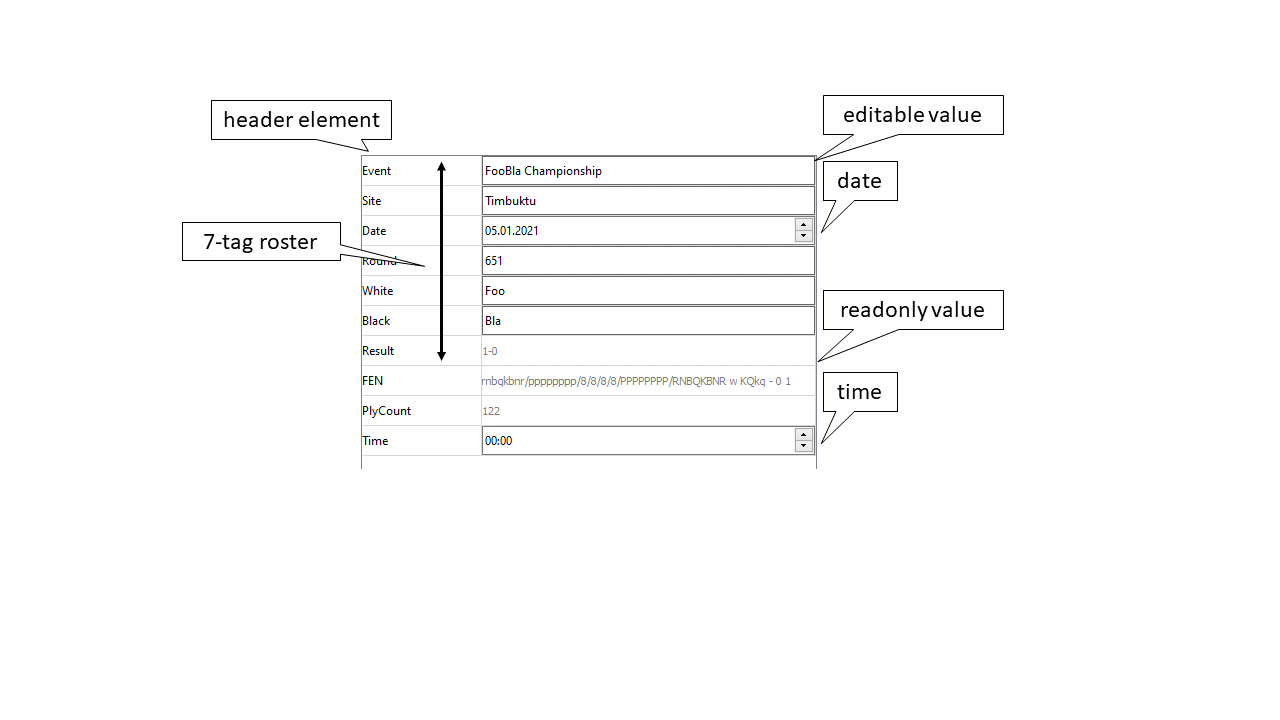 header element
editable value
date
7-tag roster
readonly value
time
Event FooBla Championship
Site Timbuktu
Date 05.01.2021
Round 651
White Foo
Black Bla
Result 1-0
FEN rnbqkbnr/pppppppp/8/8/8/8/PPPPPPPP/RNBQKBNR w KQkq - 0 1
PlyCount 122
Time 00:00